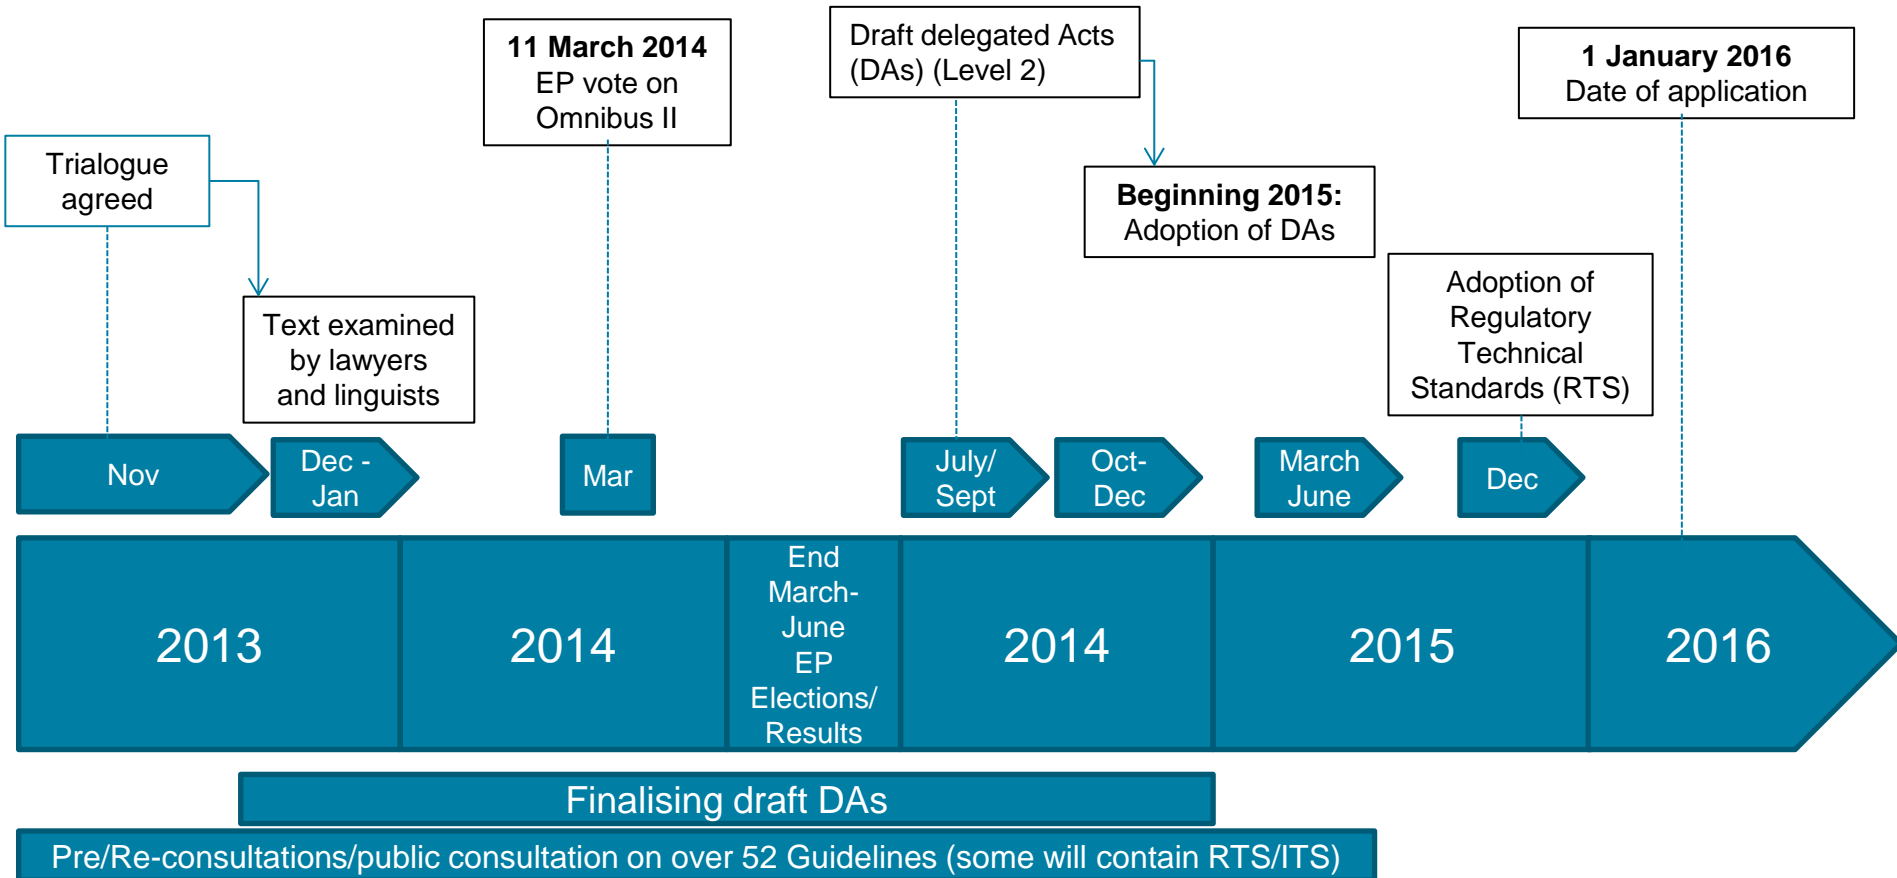 11 March 2014
EP vote on
Omnibus II
Draft delegated Acts
(DAs) (Level 2)
1 January 2016
Date of application
Trialogue
agreed
Beginning 2015:
Adoption of DAs
Text examined
by lawyers
and linguists
Adoption of
Regulatory
Technical
Standards (RTS)
Nov
Dec -
Jan
Mar
July/
Sept
Oct-
Dec
March
June
Dec
2013
2014
End
March-
June
EP
Elections/
Results
2014
2015
2016
Finalising draft DAs
Pre/Re-consultations/public consultation on over 52 Guidelines (some will contain RTS/ITS)